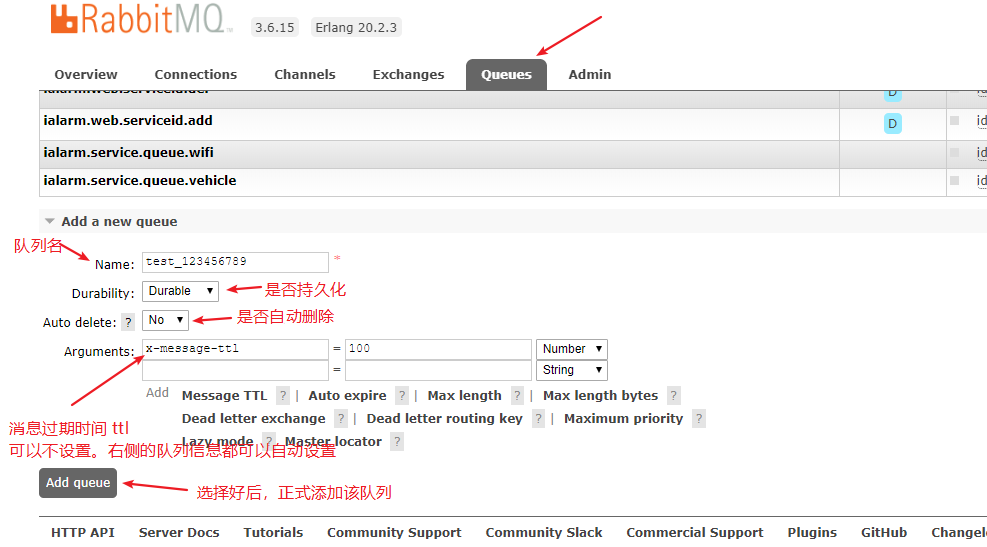 RabbitMQ™ 3.6.15 Erlang 20.2.3
Overview Connections Channels Exchanges Queues Admin
D
ialarm.web.serviceid.add D id
ialarm.service.queue.wifi id
ialarm.service.queue.vehicle id
Add a new queue
队列名
Name: test_123456789 *
Durability: Durable 是否持久化
Auto delete: ? No 是否自动删除
Arguments: x-message-ttl = 100 Number
= String
Add Message TTL ? | Auto expire ? | Max length ? | Max length bytes ?
Dead letter exchange ? | Dead letter routing key ? | Maximum priority ?
Lazy mode ? Master locator ?
消息过期时间 ttl
可以不设置。右侧的队列信息都可以自动设置
Add queue
选择好后，正式添加该队列
HTTP API Server Docs Tutorials Community Support Community Slack Commercial Support Plugins GitHub Changel